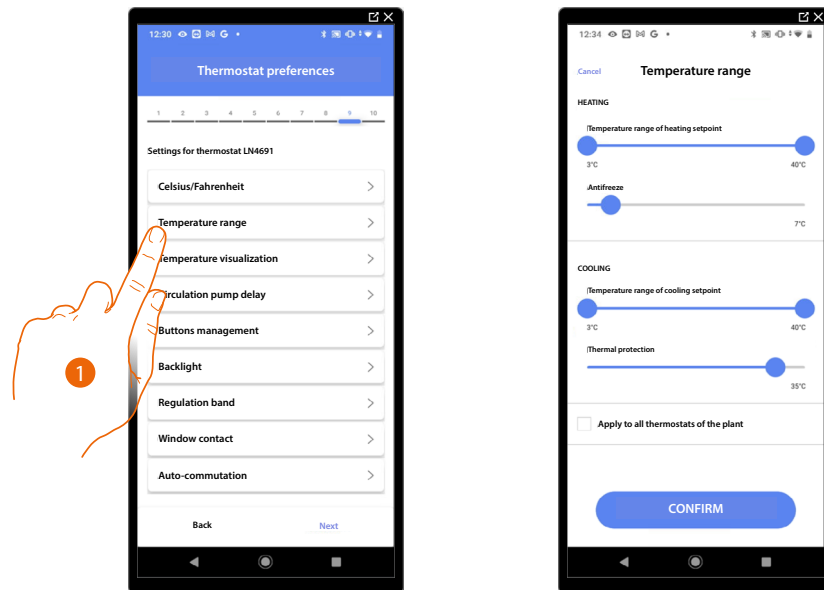 12:30 G
Thermostat preferences
1 2 3 4 5 6 7 8 9 10
Settings for thermostat LN4691
Celsius/Fahrenheit
Temperature range
Temperature visualization
Circulation pump delay
Buttons management
Backlight
Regulation band
Window contact
Auto-commutation
Back Next
1
12:34 G
Cancel Temperature range
HEATING
Temperature range of heating setpoint
3°C 40°C
Antifreeze
7°C
COOLING
Temperature range of cooling setpoint
3°C 40°C
Thermal protection
35°C
Apply to all thermostats of the plant
CONFIRM